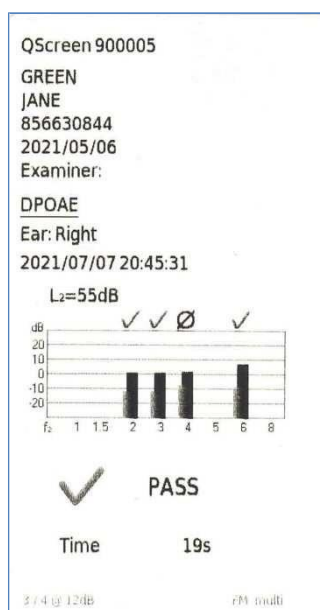 QScreen 900005
GREEN
JANE
856630844
2021/05/06
Examiner:
DPOAE
Ear: Right
2021/07/07 20:45:31
L₂=55dB
dB
20
10
0
-10
-20
f₂ 1 1.5 2 3 4 5 6 8
PASS
Time 19s
3 / 4 @ 12dB multi